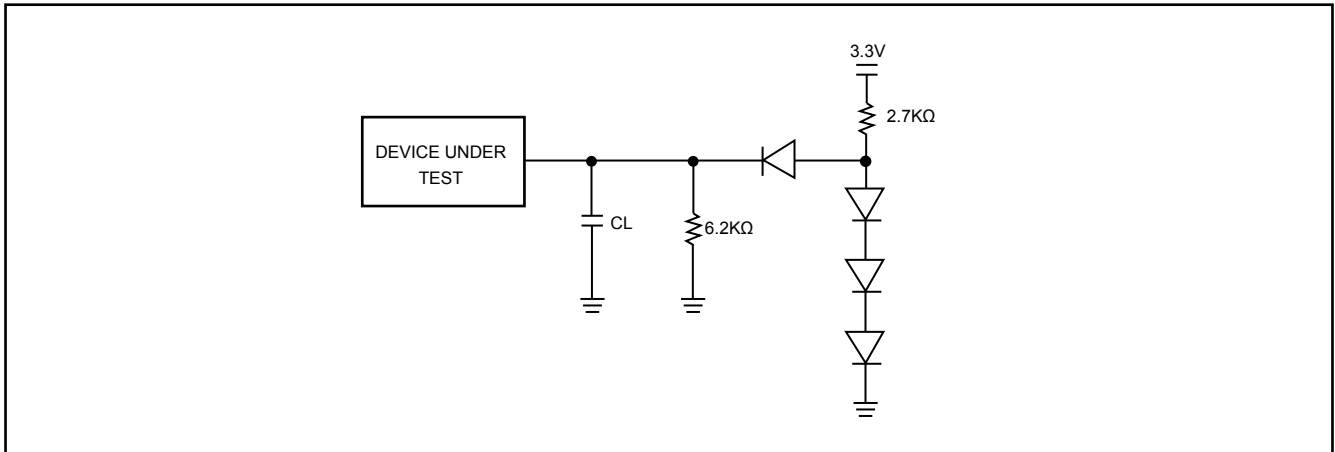 3.3V
2.7KΩ
DEVICE UNDER
TEST
CL
6.2KΩ